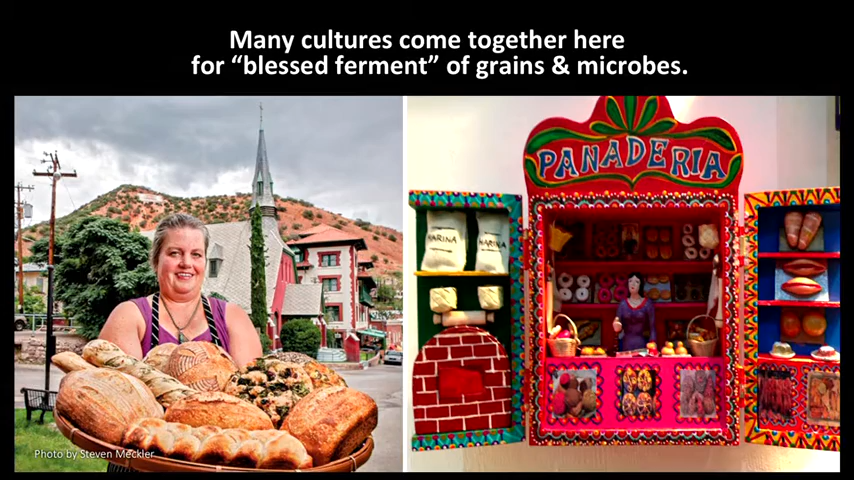 Many cultures come together here
for “blessed ferment” of grains & microbes.
PANADERIA
HARINA
HARINA
Photo by Steven Meckler